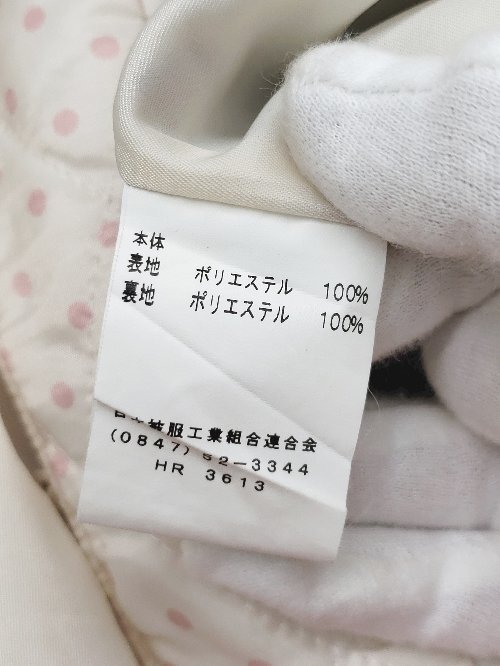 本体
表地 ポリエステル 100%
裏地 ポリエステル 100%
被服工業組合連合会
(0847) 52-3344
HR 3613